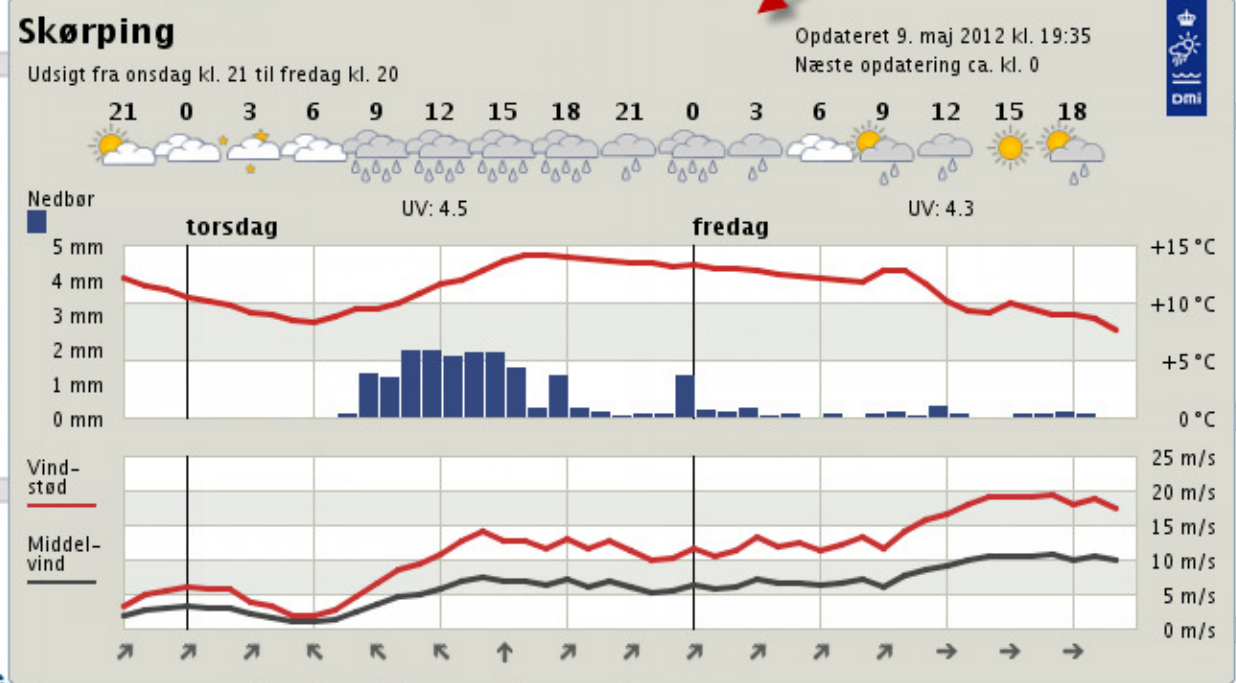 Skørping
Opdateret 9. maj 2012 kl. 19:35
Udsigt fra onsdag kl. 21 til fredag kl. 20
Næste opdatering ca. kl. 0
DMi
21 0 3 6 9 12 15 18 21 0 3 6 9 12 15 18
Nedbør
UV: 4.5
UV: 4.3
torsdag
fredag
5 mm
4 mm
3 mm
2 mm
1 mm
0 mm
+15 °C
+10 °C
+5 °C
0 °C
Vind-
stød
Middel-
vind
25 m/s
20 m/s
15 m/s
10 m/s
5 m/s
0 m/s